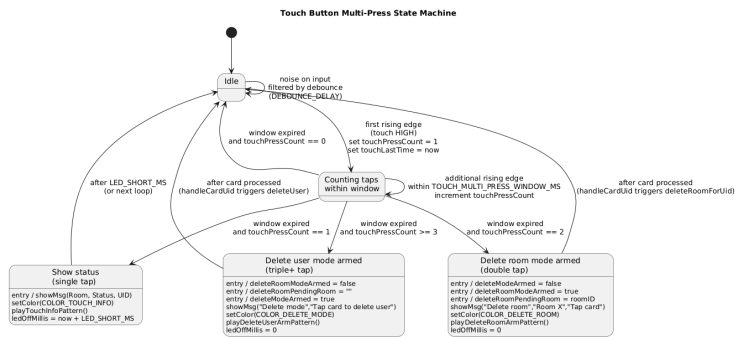 Touch Button Multi-Press State Machine
Idle
noise on input
filtered by debounce
(DEBOUNCE_DELAY)
window expired
and touchPressCount == 0
first rising edge
(touch HIGH)
set touchPressCount = 1
set touchLastTime = now
after LED_SHORT_MS
(or next loop)
after card processed
(handleCardUid triggers deleteUser)
Counting taps
within window
additional rising edge
within TOUCH_MULTI_PRESS_WINDOW_MS
increment touchPressCount
after card processed
(handleCardUid triggers deleteRoomForUid)
window expired
and touchPressCount == 1
window expired
and touchPressCount >= 3
window expired
and touchPressCount == 2
Show status
(single tap)
entry / showMsg(Room, Status, UID)
setColor(COLOR_TOUCH_INFO)
playTouchInfoPattern()
ledOffMillis = now + LED_SHORT_MS
Delete user mode armed
(triple+ tap)
entry / deleteRoomModeArmed = false
entry / deleteRoomPendingRoom = ""
entry / deleteModeArmed = true
showMsg("Delete mode","Tap card to delete user")
setColor(COLOR_DELETE_MODE)
playDeleteUserArmPattern()
ledOffMillis = 0
Delete room mode armed
(double tap)
entry / deleteModeArmed = false
entry / deleteRoomModeArmed = true
entry / deleteRoomPendingRoom = roomID
showMsg("Delete room","Room X","Tap card")
setColor(COLOR_DELETE_ROOM)
playDeleteRoomArmPattern()
ledOffMillis = 0